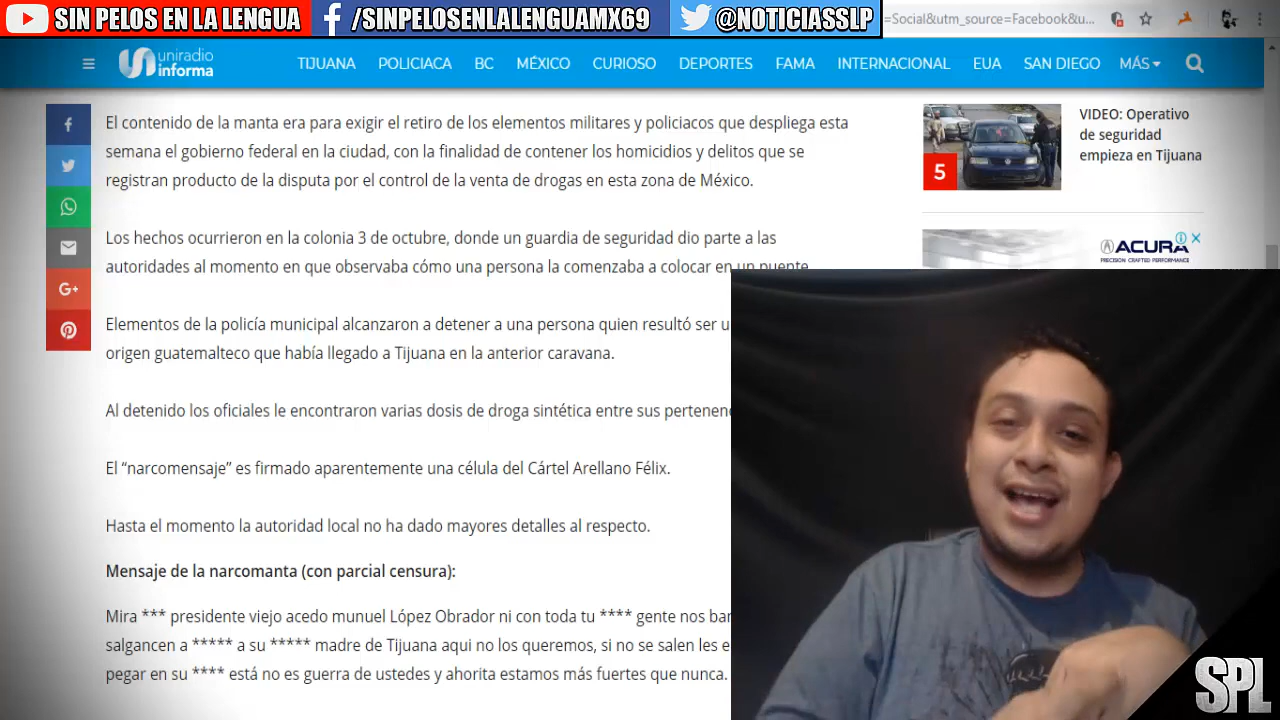 SIN PELOS EN LA LENGUA
/SINPELOSENLALENGUAMX69
@NOTICIASSLP
=Social&utm_source=Facebook&u...
uniradio
informa
TIJUANA POLICIACA BC MÉXICO CURIOSO DEPORTES FAMA INTERNACIONAL EUA SAN DIEGO MÁS
El contenido de la manta era para exigir el retiro de los elementos militares y policiacos que despliega esta
semana el gobierno federal en la ciudad, con la finalidad de contener los homicidios y delitos que se
registran producto de la disputa por el control de la venta de drogas en esta zona de México.
Los hechos ocurrieron en la colonia 3 de octubre, donde un guardia de seguridad dio parte a las
autoridades al momento en que observaba cómo una persona la comenzaba a colocar en un puente
Elementos de la policía municipal alcanzaron a detener a una persona quien resultó ser
origen guatemalteco que había llegado a Tijuana en la anterior caravana.
Al detenido los oficiales le encontraron varias dosis de droga sintética entre sus
El “narcomensaje” es firmado aparentemente una célula del Cártel Arellano Félix.
Hasta el momento la autoridad local no ha dado mayores detalles al respecto.
Mensaje de la narcomanta (con parcial censura):
Mira *** presidente viejo acedo munuel López Obrador ni con toda tu **** gente nos
salgancen a ***** a su ***** madre de Tijuana aqui no los queremos, si no se salen les
pegar en su **** está no es guerra de ustedes y ahorita estamos más fuertes que nunca.
5
VIDEO: Operativo
de seguridad
empieza en Tijuana
ACURA
PRECISION CRAFTED PERFORMANCE
SPL